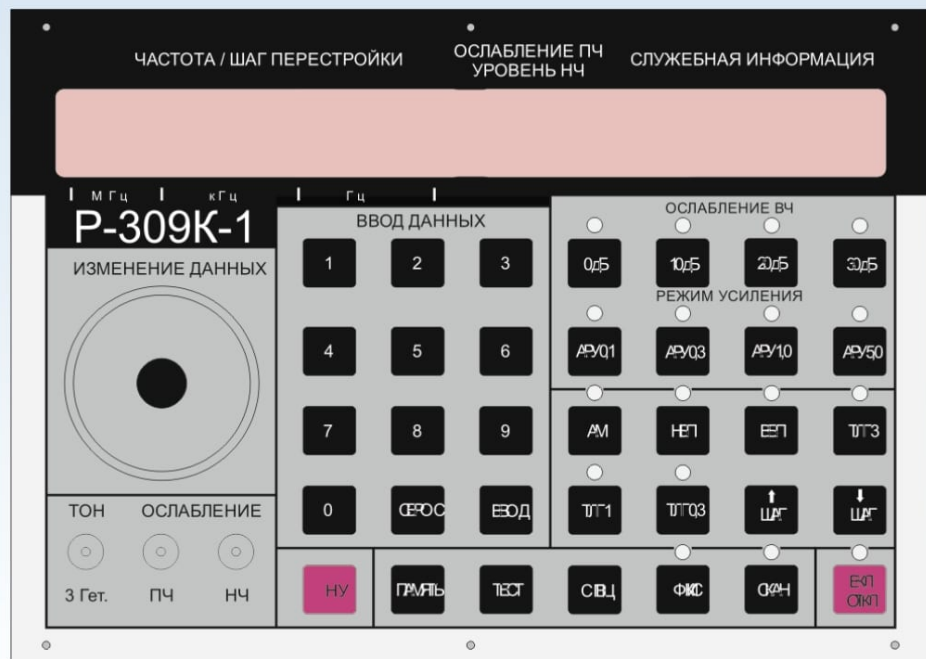 ЧАСТОТА / ШАГ ПЕРЕСТРОЙКИ
ОСЛАБЛЕНИЕ ПЧ
УРОВЕНЬ НЧ
СЛУЖЕБНАЯ ИНФОРМАЦИЯ
МГц кГц Гц
Р-309К-1
ВВОД ДАННЫХ
ОСЛАБЛЕНИЕ ВЧ
ИЗМЕНЕНИЕ ДАННЫХ
1 2 3 0дБ 10дБ 20дБ 30дБ
РЕЖИМ УСИЛЕНИЯ
4 5 6 АРУ0,1 АРУ0,3 АРУ1,0 АРУ5,0
7 8 9 АМ ТЛГ3
ТОН ОСЛАБЛЕНИЕ
0 СБРОС ВВОД ТЛГ1 ТЛГ0,3 ШАГ ШАГ
3 Гет. ПЧ НЧ
НУ ПАМЯТЬ ТЕСТ ФИКС СКАН ВКЛ
ОТКЛ